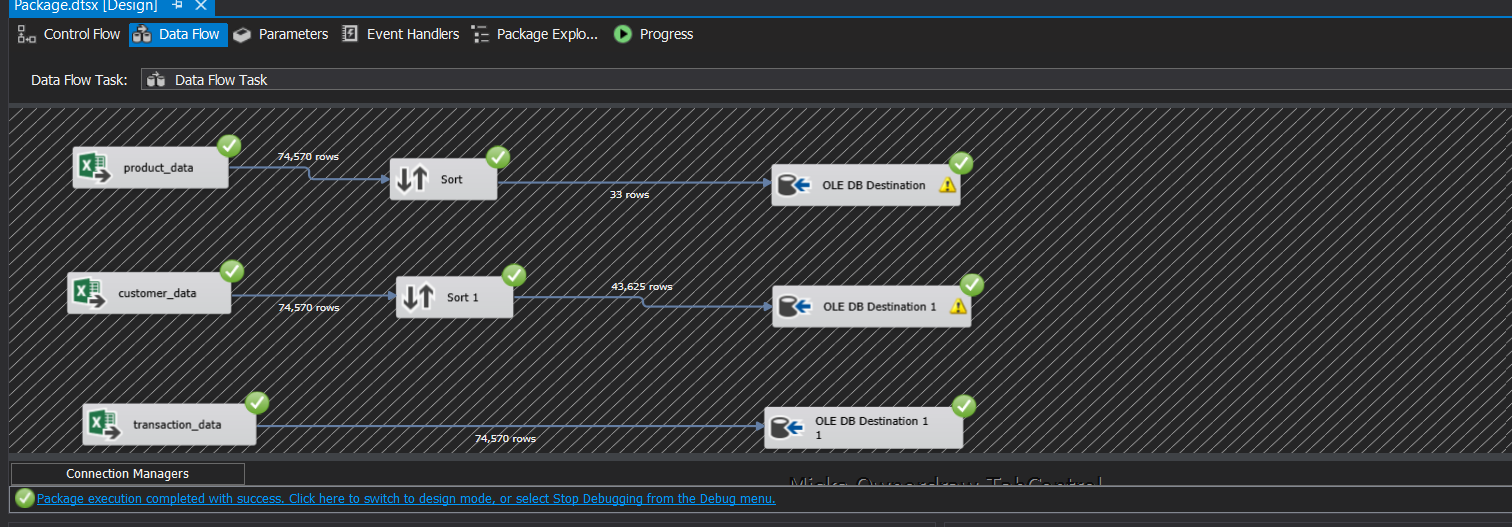 Package.dtsx [Design]
Control Flow Data Flow Parameters Event Handlers Package Explo... Progress
Data Flow Task: Data Flow Task
product_data
74,570 rows
Sort
33 rows
OLE DB Destination
customer_data
74,570 rows
Sort 1
43,625 rows
OLE DB Destination 1
transaction_data
74,570 rows
OLE DB Destination 1
1
Connection Managers
Package execution completed with success. Click here to switch to design mode, or select Stop Debugging from the Debug menu.